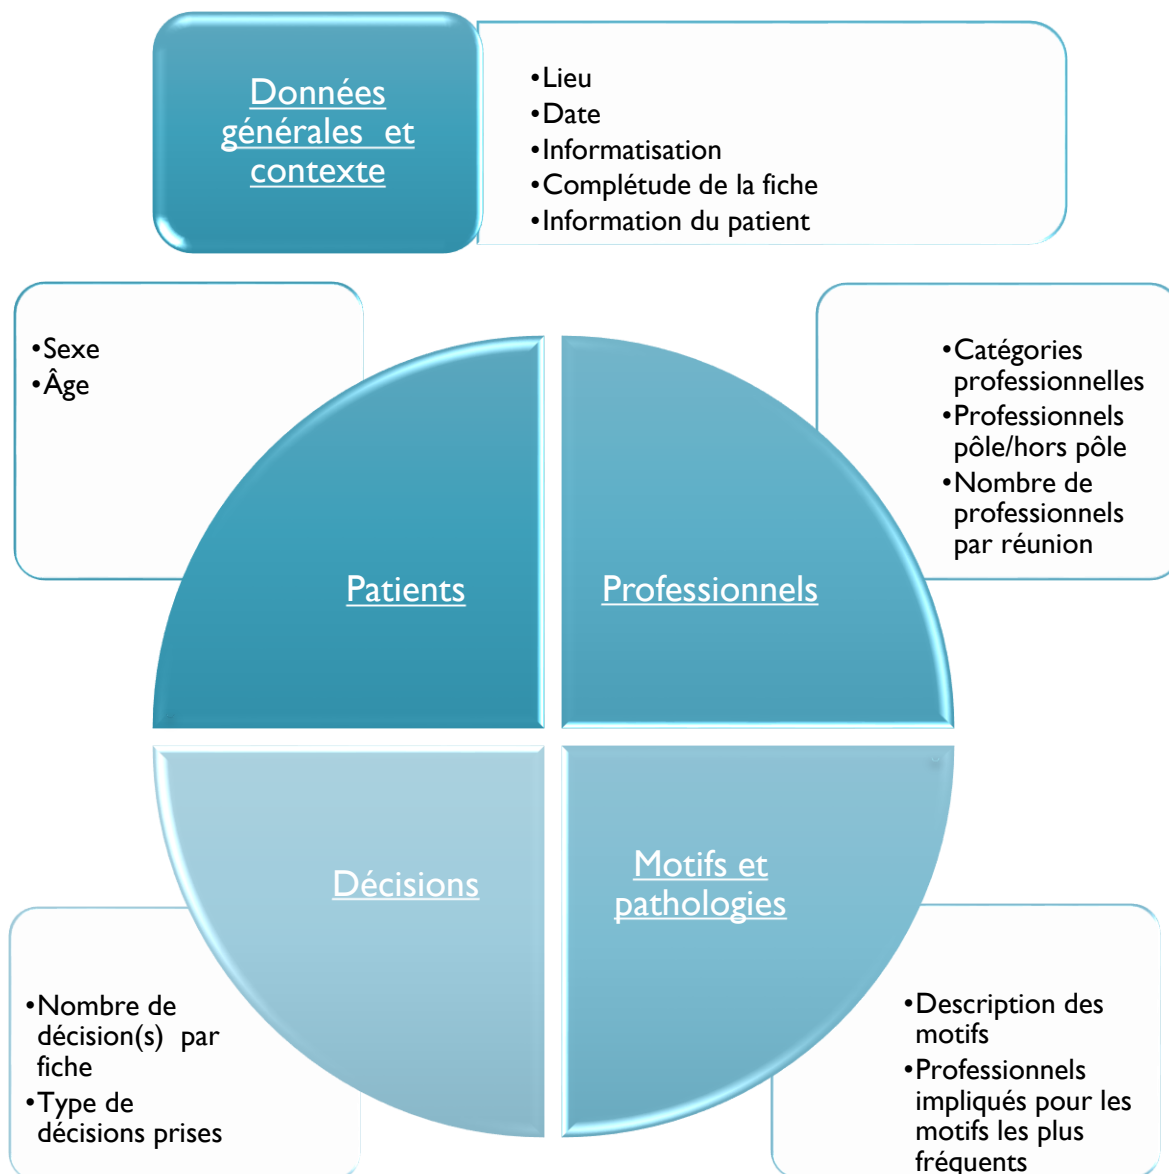 Données
générales et
contexte
•Lieu
•Date
•Informatisation
•Complétude de la fiche
•Information du patient
•Sexe
•Âge
•Catégories
professionnelles
•Professionnels
pôle/hors pôle
•Nombre de
professionnels
par réunion
Patients
Professionnels
Décisions
Motifs et
pathologies
•Nombre de
décision(s) par
fiche
•Type de
décisions prises
•Description des
motifs
•Professionnels
impliqués pour les
motifs les plus
fréquents